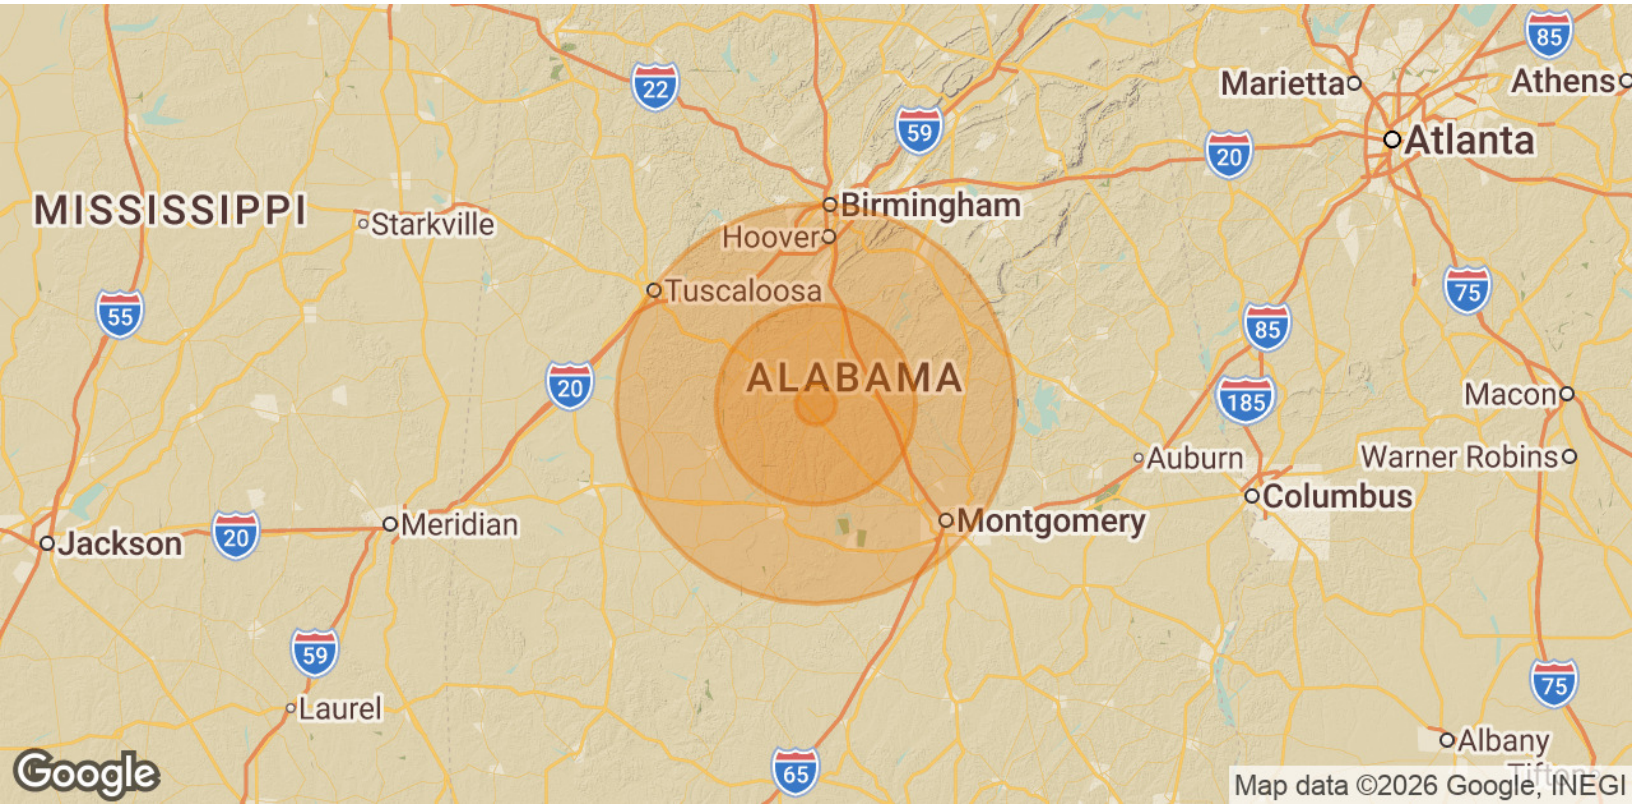 85
22
Marietta
Athens
59
20
Atlanta
Birmingham
MISSISSIPPI
Starkville
Hoover
Tuscaloosa
75
55
85
ALABAMA
20
185
Macon
Auburn
Warner Robins
Columbus
Montgomery
Meridian
20
Jackson
59
75
Laurel
Albany
65
Google
Tifton
Map data ©2026 Google, INEGI